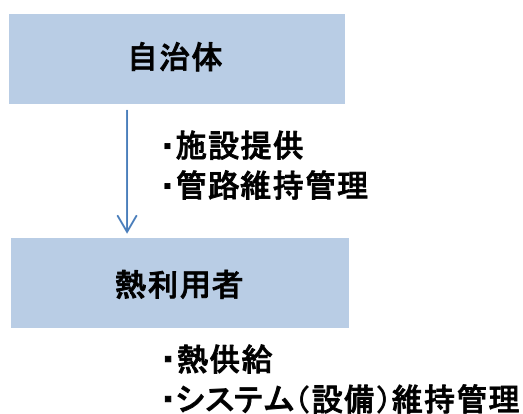 自治体
・施設提供
・管路維持管理
熱利用者
・熱供給
・システム（設備）維持管理